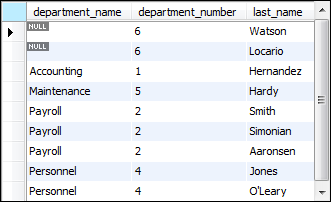 department_name department_number last_name
NULL 6 Watson
NULL 6 Locario
Accounting 1 Hernandez
Maintenance 5 Hardy
Payroll 2 Smith
Payroll 2 Simonian
Payroll 2 Aaronsen
Personnel 4 Jones
Personnel 4 O'Leary